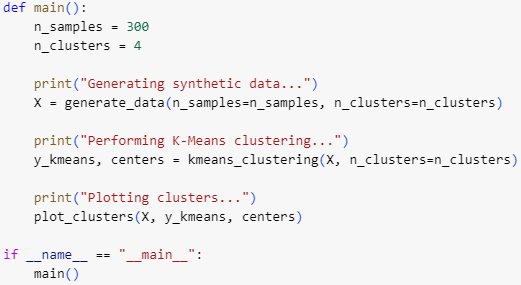 def main():
    n_samples = 300
    n_clusters = 4

    print("Generating synthetic data...")
    X = generate_data(n_samples=n_samples, n_clusters=n_clusters)

    print("Performing K-Means clustering...")
    y_kmeans, centers = kmeans_clustering(X, n_clusters=n_clusters)

    print("Plotting clusters...")
    plot_clusters(X, y_kmeans, centers)

if __name__ == "__main__":
    main()